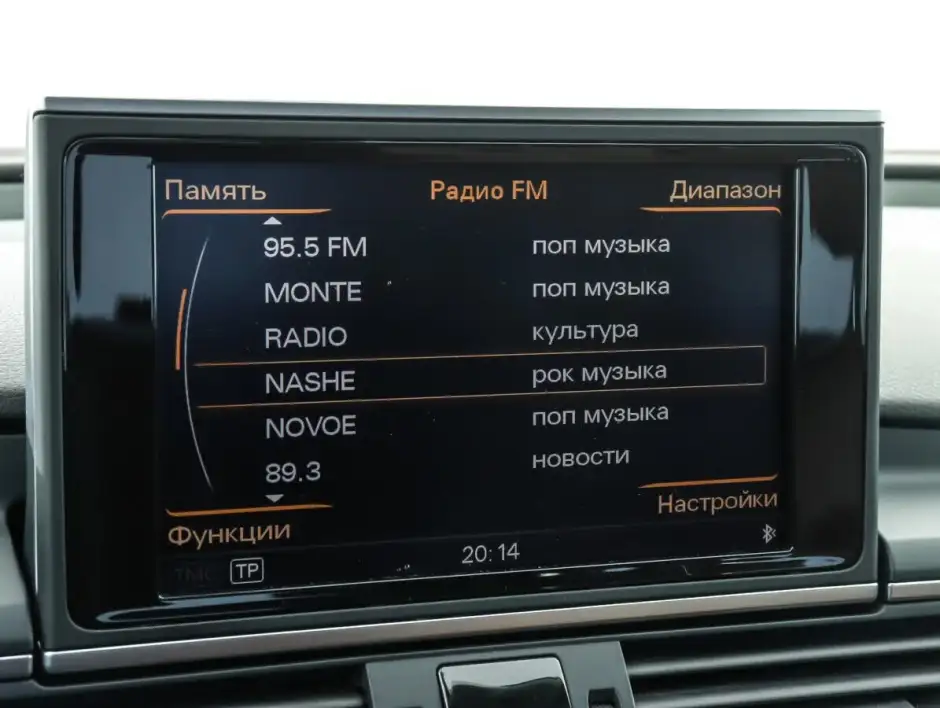 Память Радио FM Диапазон
95.5 FM поп музыка
MONTE поп музыка
RADIO культура
NASHE рок музыка
NOVOE поп музыка
89.3 новости
Функции Настройки
TMC TP 20:14